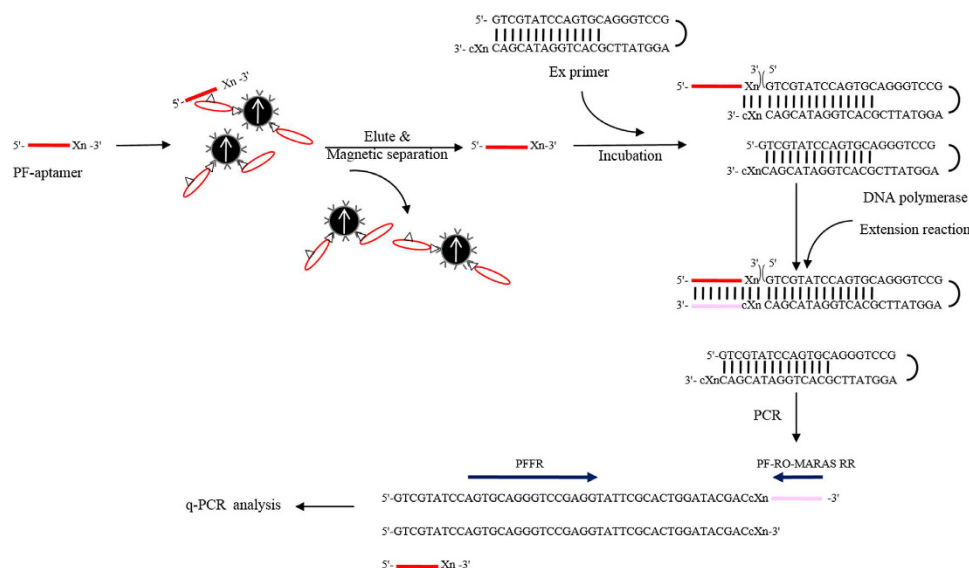 5'- GTCGTATCCAGTGCAGGGTCCG
3'- cXn CAGCATAGGTCACGCTTATGGA
Ex primer
5'- Xn -3'
5'- Xn -3'
PF-aptamer
Elute &
Magnetic separation
5'- Xn-3'
Incubation
3' 5'
5'- Xn GTCGTATCCAGTGCAGGGTCCG
3'- cXn CAGCATAGGTCACGCTTATGGA
5'-GTCGTATCCAGTGCAGGGTCCG
3'- cXnCAGCATAGGTCACGCTTATGGA
DNA polymerase
Extension reaction
3' 5'
5'- Xn GTCGTATCCAGTGCAGGGTCCG
3'- cXn CAGCATAGGTCACGCTTATGGA
5'-GTCGTATCCAGTGCAGGGTCCG
3'- cXnCAGCATAGGTCACGCTTATGGA
PCR
PFFR
PF-RO-MARAS RR
q-PCR analysis
5'-GTCGTATCCAGTGCAGGGTCCGAGGTATTCGCACTGGATACGACcXn -3'
5'-GTCGTATCCAGTGCAGGGTCCGAGGTATTCGCACTGGATACGACcXn-3'
5'- Xn -3'